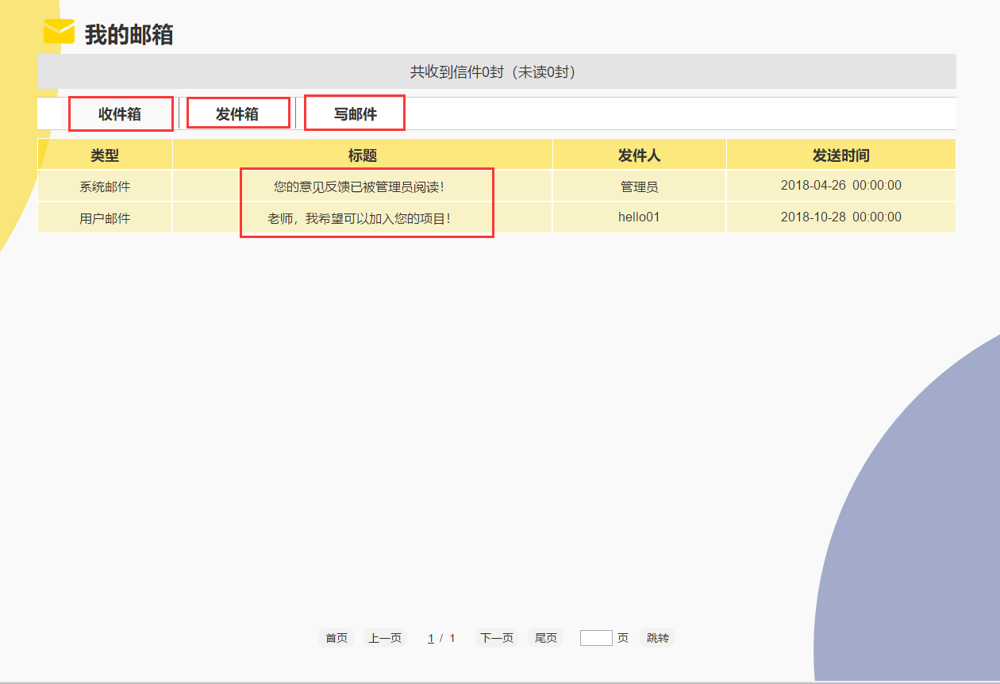 我的邮箱
共收到信件0封（未读0封）
收件箱 发件箱 写邮件
类型 标题 发件人 发送时间
系统邮件 您的意见反馈已被管理员阅读！ 管理员 2018-04-26 00:00:00
用户邮件 老师，我希望可以加入您的项目！ hello01 2018-10-28 00:00:00
首页 上一页 1 / 1 下一页 尾页 页 跳转